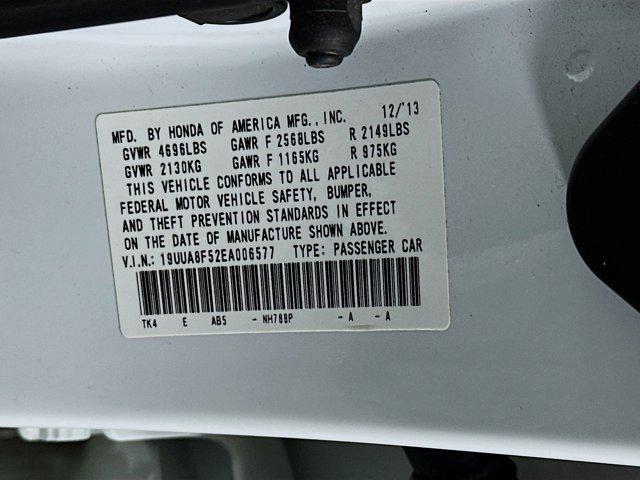 MFD. BY HONDA OF AMERICA MFG., INC. 12/'13
GVWR 4696LBS GAWR F 2568LBS R 2149LBS
GVWR 2130KG GAWR F 1165KG R 975KG
THIS VEHICLE CONFORMS TO ALL APPLICABLE
FEDERAL MOTOR VEHICLE SAFETY, BUMPER,
AND THEFT PREVENTION STANDARDS IN EFFECT
ON THE DATE OF MANUFACTURE SHOWN ABOVE.
V.I.N.: 19UUA8F52EA006577 TYPE: PASSENGER CAR
TK4 E AB5 - NH788P - A - A